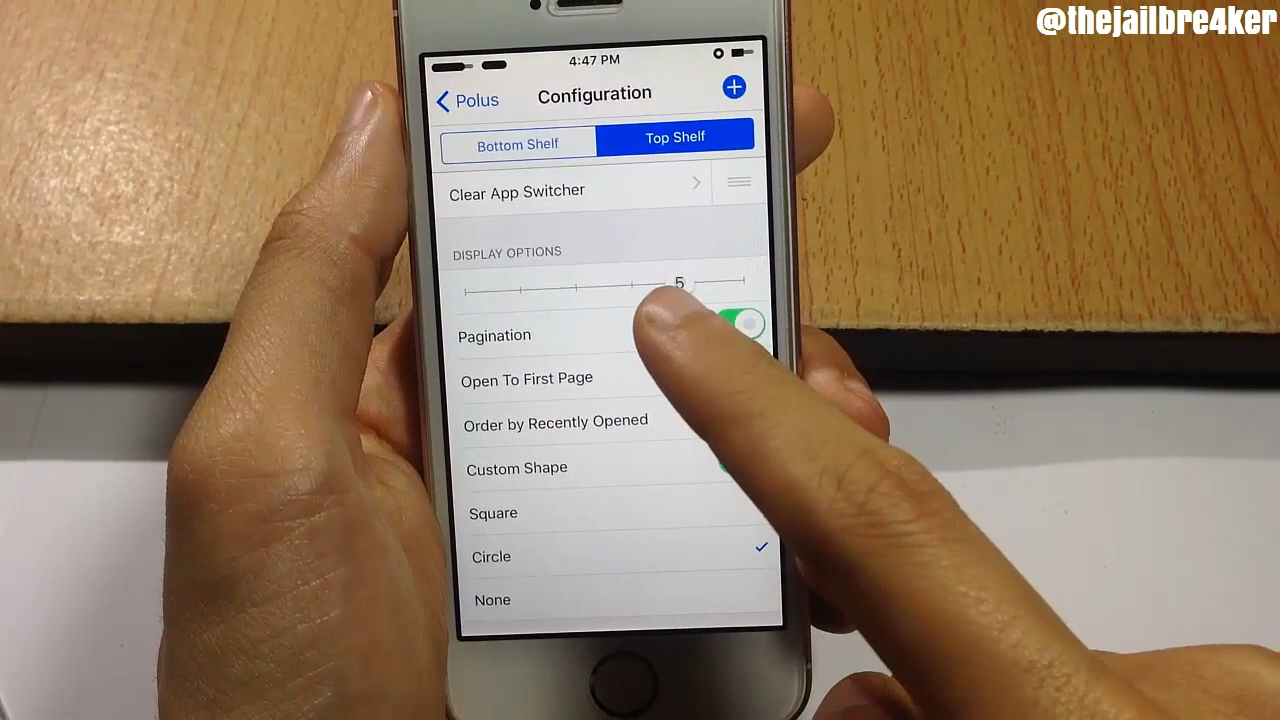 @thejailbre4ker
4:47 PM
Polus
Configuration
Bottom Shelf
Top Shelf
Clear App Switcher
DISPLAY OPTIONS
5
Pagination
Open To First Page
Order by Recently Opened
Custom Shape
Square
Circle
None